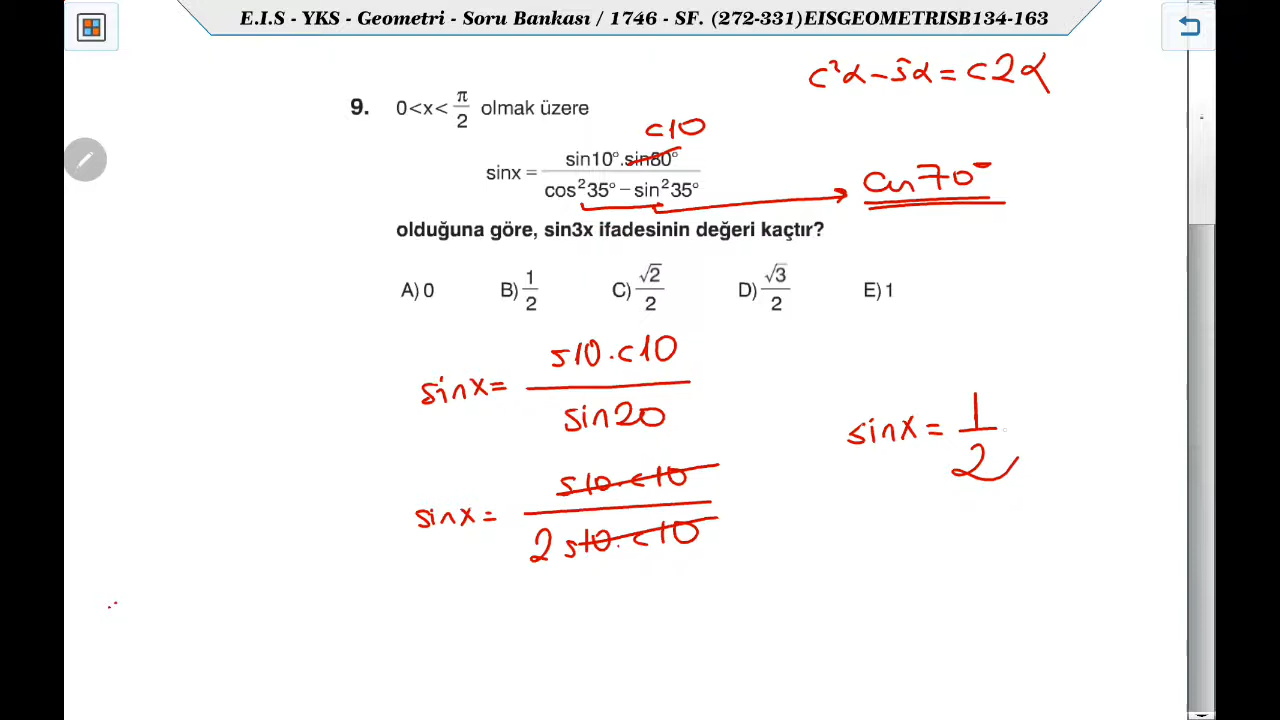 E.I.S - YKS - Geometri - Soru Bankası / 1746 - SF. (272-331)EISGEOMETRISB134-163
c²α – s²α = c2α
9. 0<x<π/2 olmak üzere
c10
sinx = sin10°.sin80° / cos²35° – sin²35°
cos70°
olduğuna göre, sin3x ifadesinin değeri kaçtır?
A) 0 B) 1/2 C) √2/2 D) √3/2 E) 1
sinx = s10.c10 / sin20
sinx = 1/2
sinx = s10.c10 / 2 s10.c10